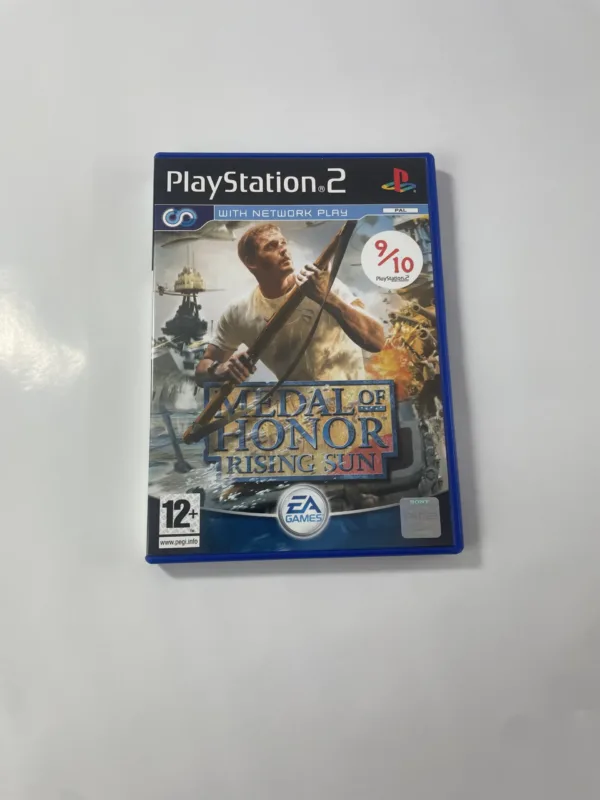 PlayStation®2
WITH NETWORK PLAY
PAL
9/10
PlayStation2
MEDAL OF
HONOR
RISING SUN
12+
www.pegi.info
EA
GAMES
SONY